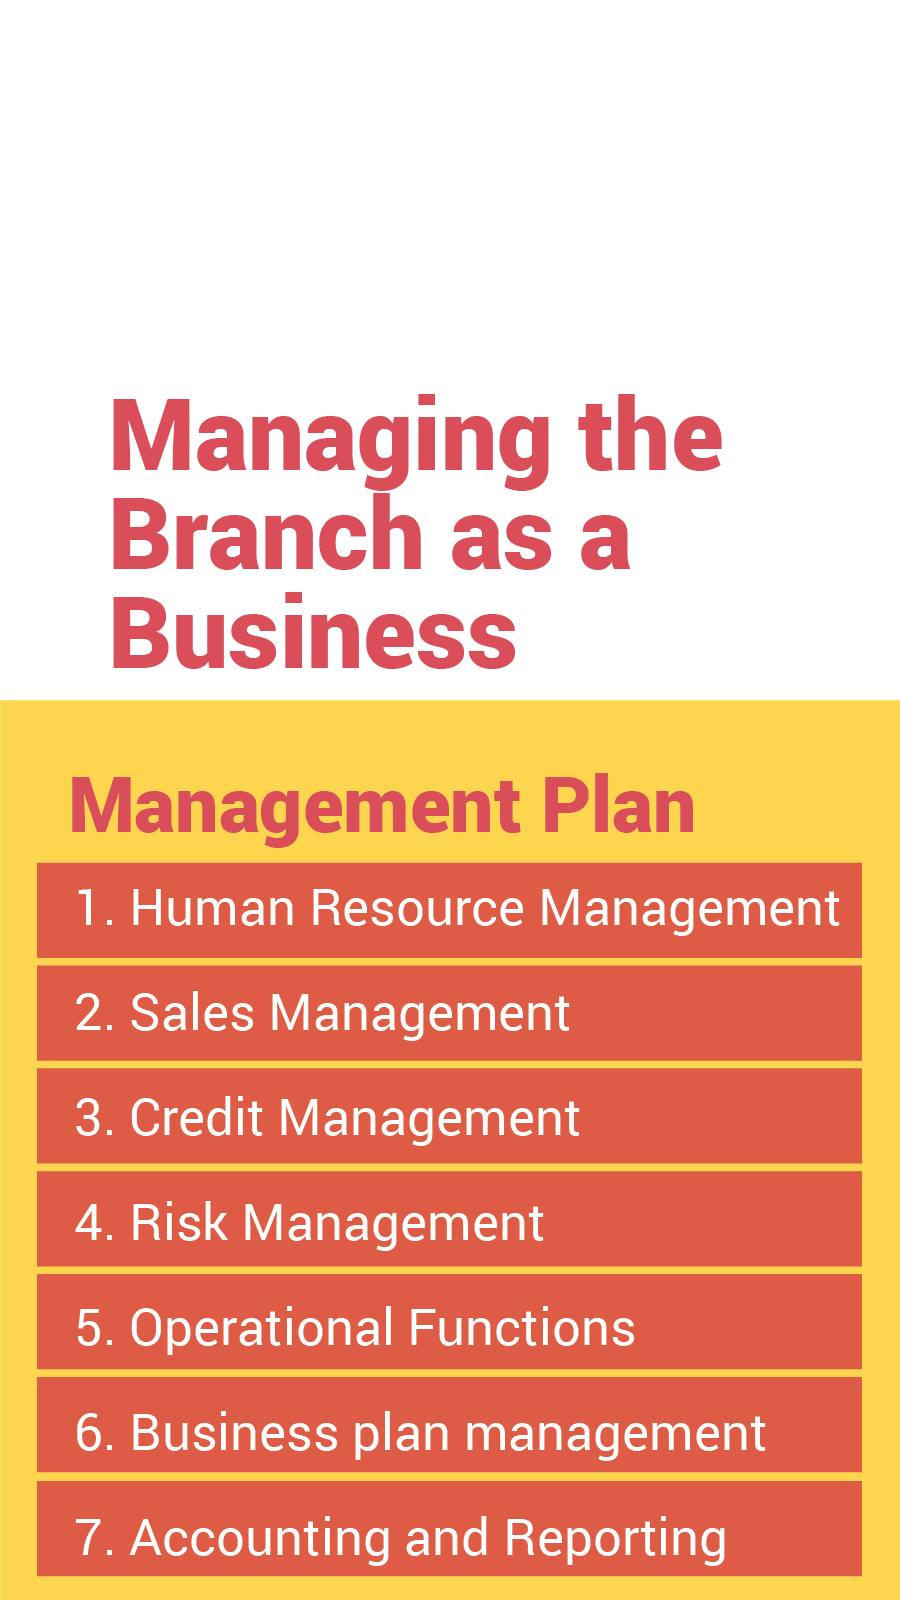 Managing the
Branch as a
Business
Management Plan
1. Human Resource Management
2. Sales Management
3. Credit Management
4. Risk Management
5. Operational Functions
6. Business plan management
7. Accounting and Reporting